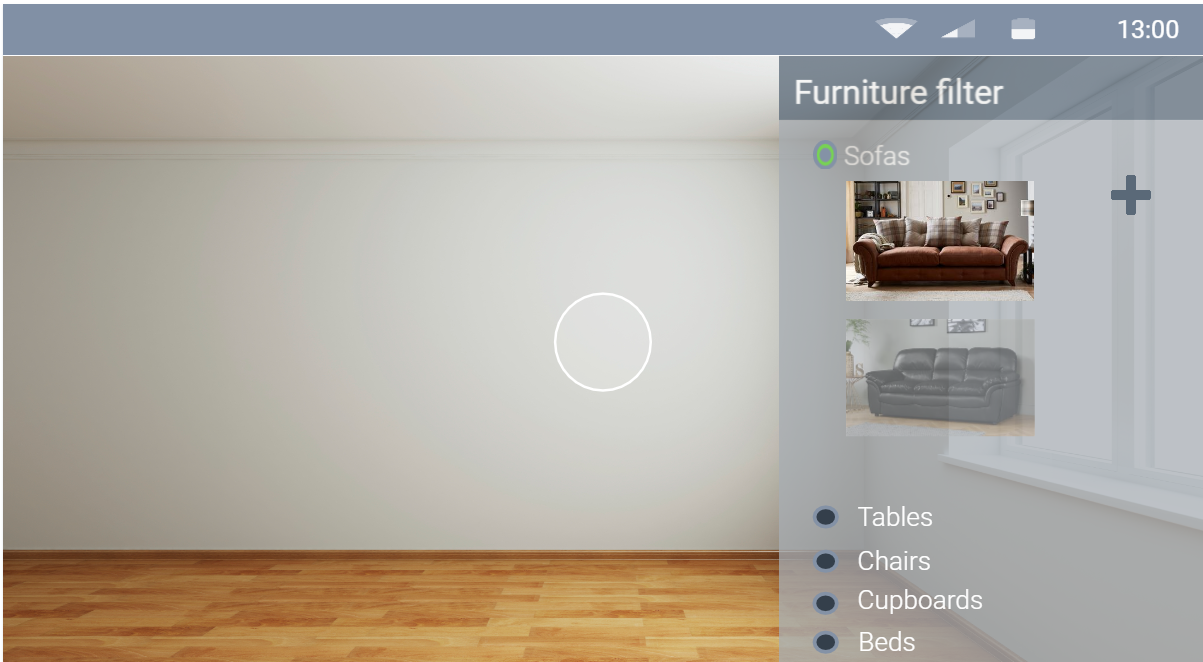 13:00
Furniture filter
Sofas
Tables
Chairs
Cupboards
Beds